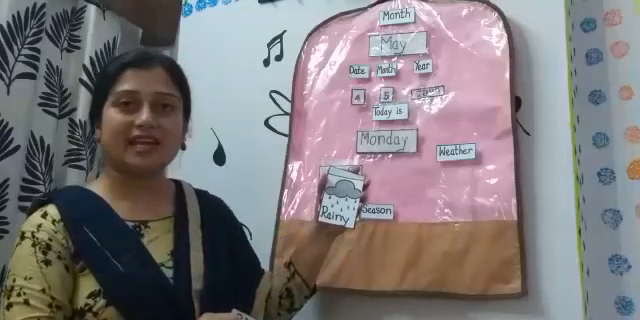 Month
May
Date Month Year
4 5
Today is
Monday
Weather
Rainy
Season